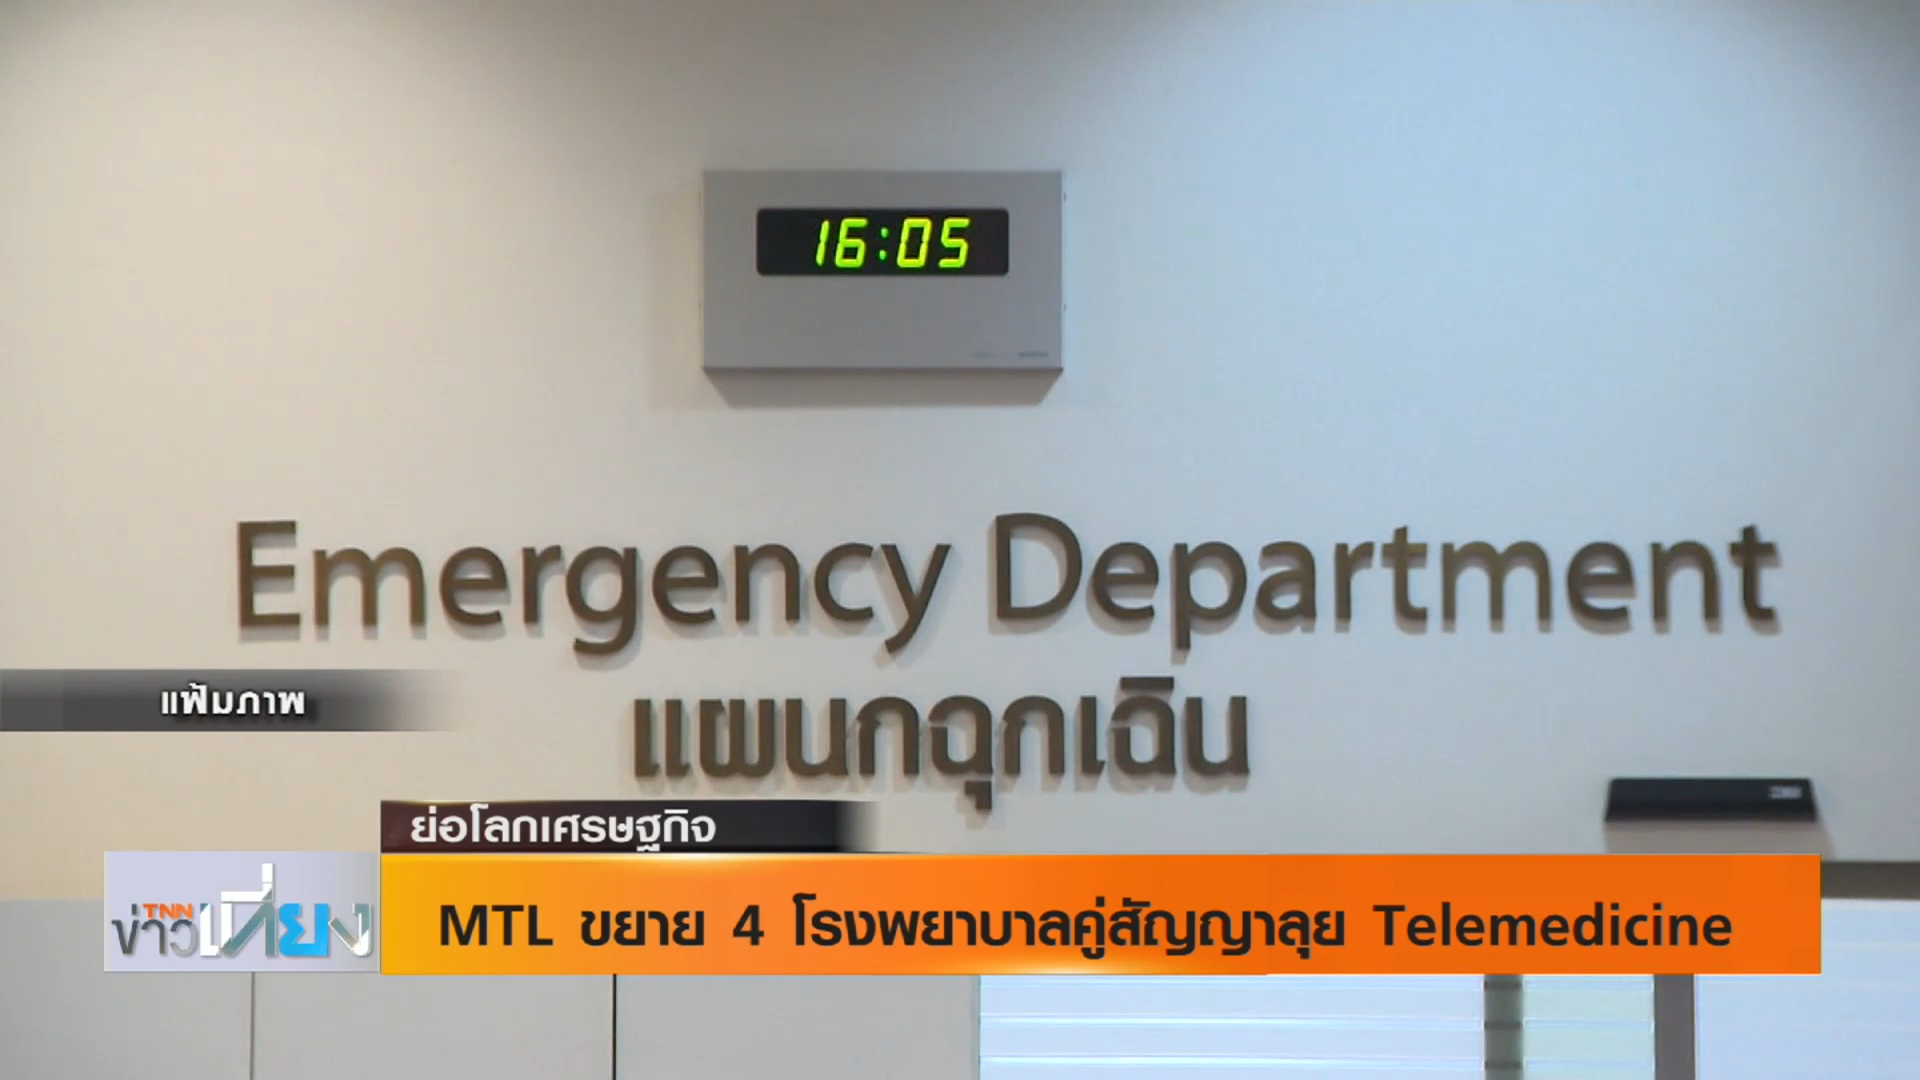 16:05
Emergency Department
แผนกฉุกเฉิน
แฟ้มภาพ
ย่อโลกเศรษฐกิจ
TNN
ข่าวเที่ยง
MTL ขยาย 4 โรงพยาบาลคู่สัญญาลุย Telemedicine